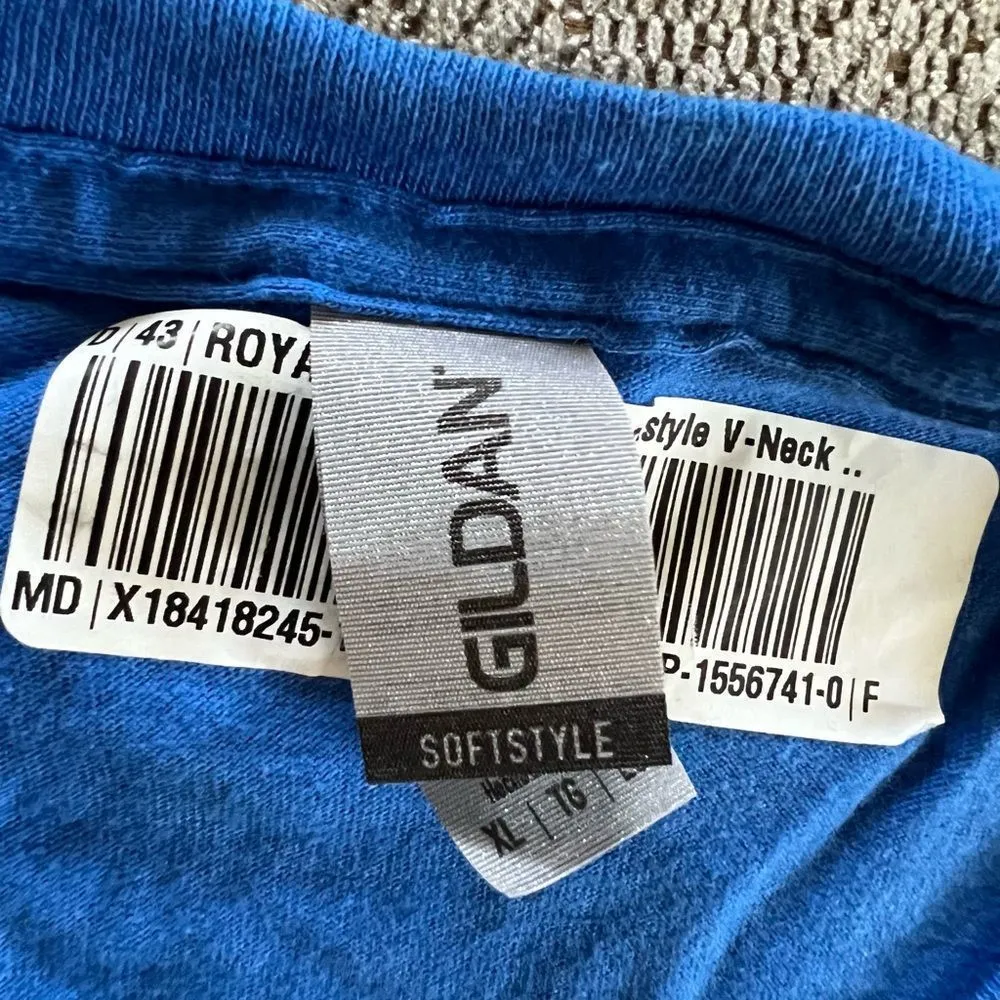 D | 43 | ROYA
MD | X18418245-
GILDAN
SOFTSTYLE
XL | TG |
-style V-Neck ..
P-1556741-0 | F